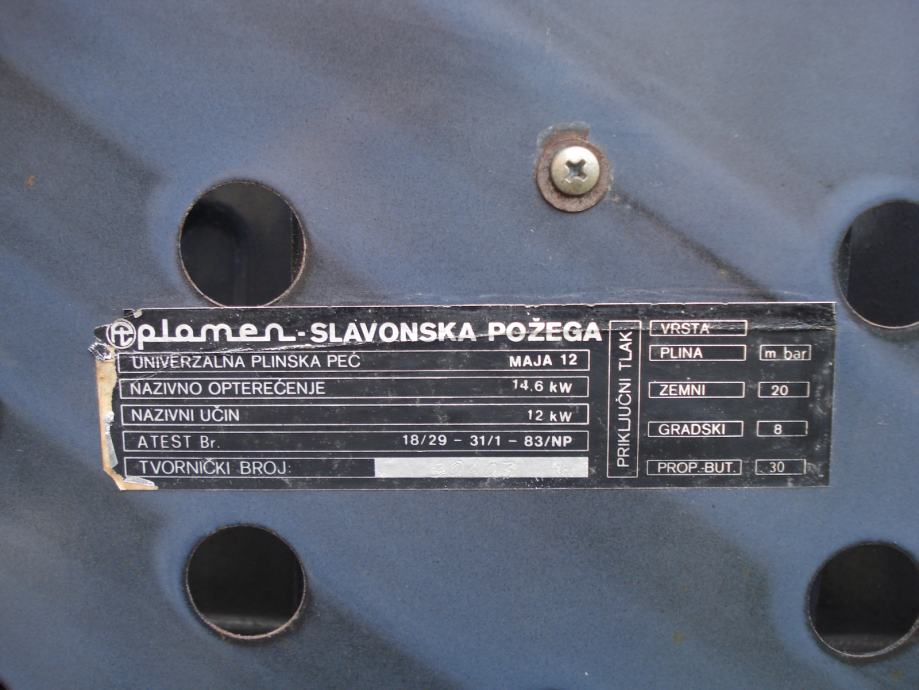 plamen - SLAVONSKA POŽEGA
UNIVERZALNA PLINSKA PEĆ MAJA 12
NAZIVNO OPTEREČENJE 14.6 kW
NAZIVNI UČIN 12 kW
ATEST Br. 18/29 - 31/1 - 83/NP
TVORNIČKI BROJ:
PRIKLJUČNI TLAK
VRSTA
PLINA m bar
ZEMNI 20
GRADSKI 8
PROP.-BUT. 30